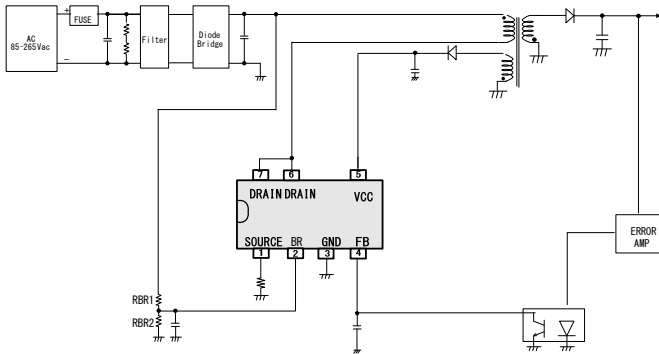 +
FUSE
AC
85-265Vac
Filter
Diode
Bridge
−
7
6
5
DRAIN DRAIN
VCC
SOURCE BR GND FB
1
2
3
4
ERROR
AMP
RBR1
RBR2